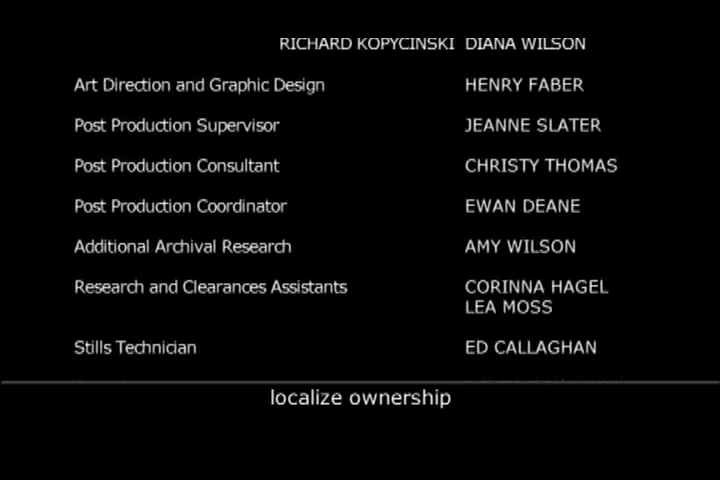 RICHARD KOPYCINSKI DIANA WILSON
Art Direction and Graphic Design HENRY FABER
Post Production Supervisor JEANNE SLATER
Post Production Consultant CHRISTY THOMAS
Post Production Coordinator EWAN DEANE
Additional Archival Research AMY WILSON
Research and Clearances Assistants CORINNA HAGEL
LEA MOSS
Stills Technician ED CALLAGHAN
localize ownership